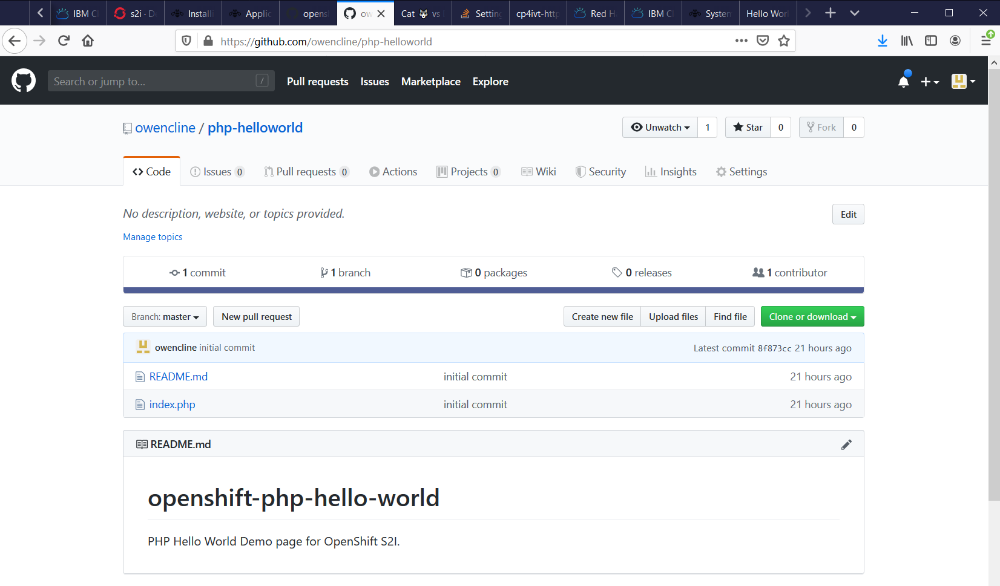 IBM Cl s2i · D Installi Applic opensh ow Cat vs Setting cp4ivt-http Red H IBM Cl System Hello Worl
https://github.com/owencline/php-helloworld
Search or jump to... / Pull requests Issues Marketplace Explore
owencline / php-helloworld Unwatch 1 Star 0 Fork 0
Code Issues 0 Pull requests 0 Actions Projects 0 Wiki Security Insights Settings
No description, website, or topics provided. Edit
Manage topics
1 commit 1 branch 0 packages 0 releases 1 contributor
Branch: master New pull request Create new file Upload files Find file Clone or download
owencline initial commit Latest commit 8f873cc 21 hours ago
README.md initial commit 21 hours ago
index.php initial commit 21 hours ago
README.md
openshift-php-hello-world
PHP Hello World Demo page for OpenShift S2I.